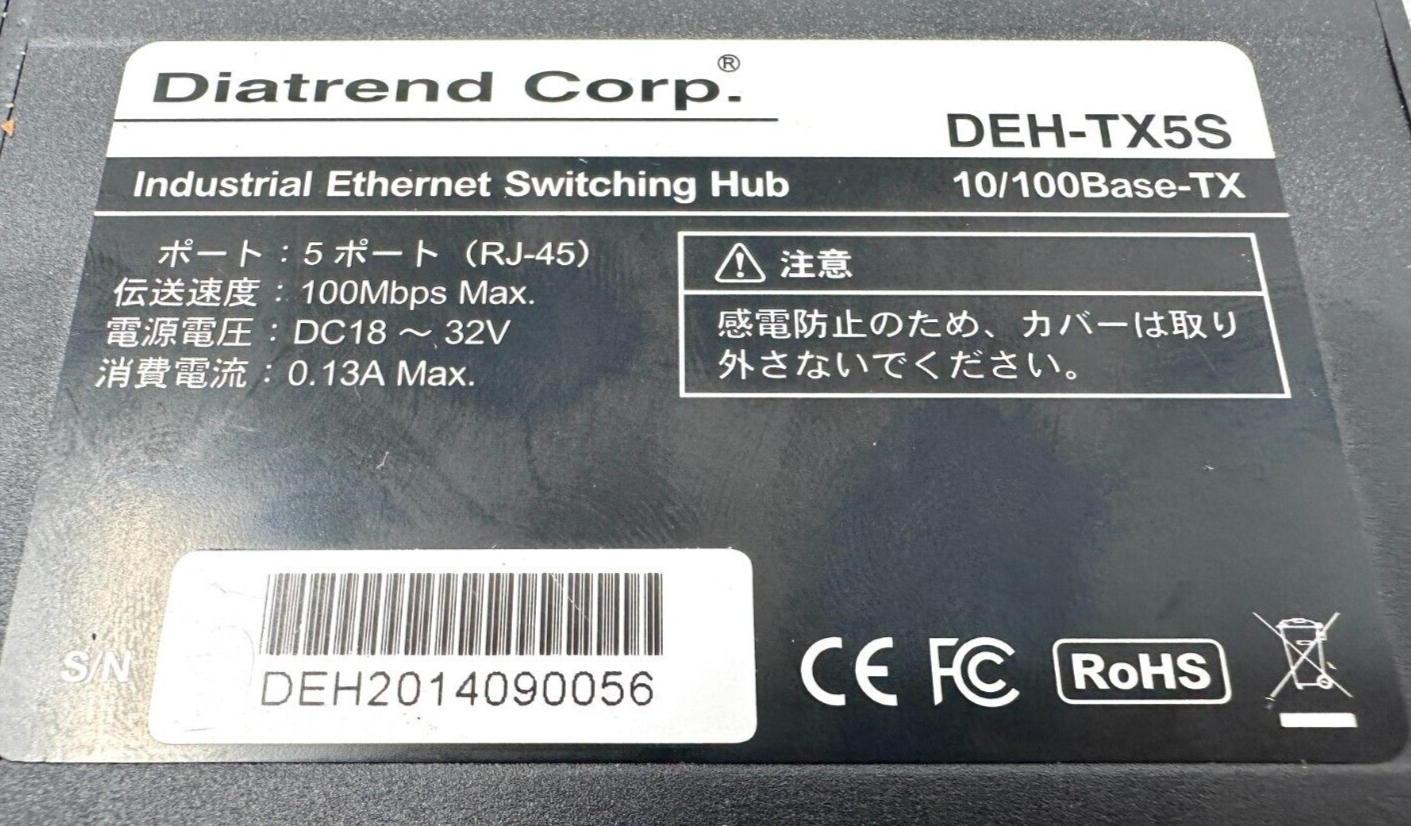 Diatrend Corp.®
DEH-TX5S
Industrial Ethernet Switching Hub
10/100Base-TX
ポート：5 ポート（RJ-45）
伝送速度：100Mbps Max.
電源電圧：DC18 ～ 32V
消費電流：0.13A Max.
注意
感電防止のため、カバーは取り
外さないでください。
S/N
DEH2014090056
CE FC RoHS